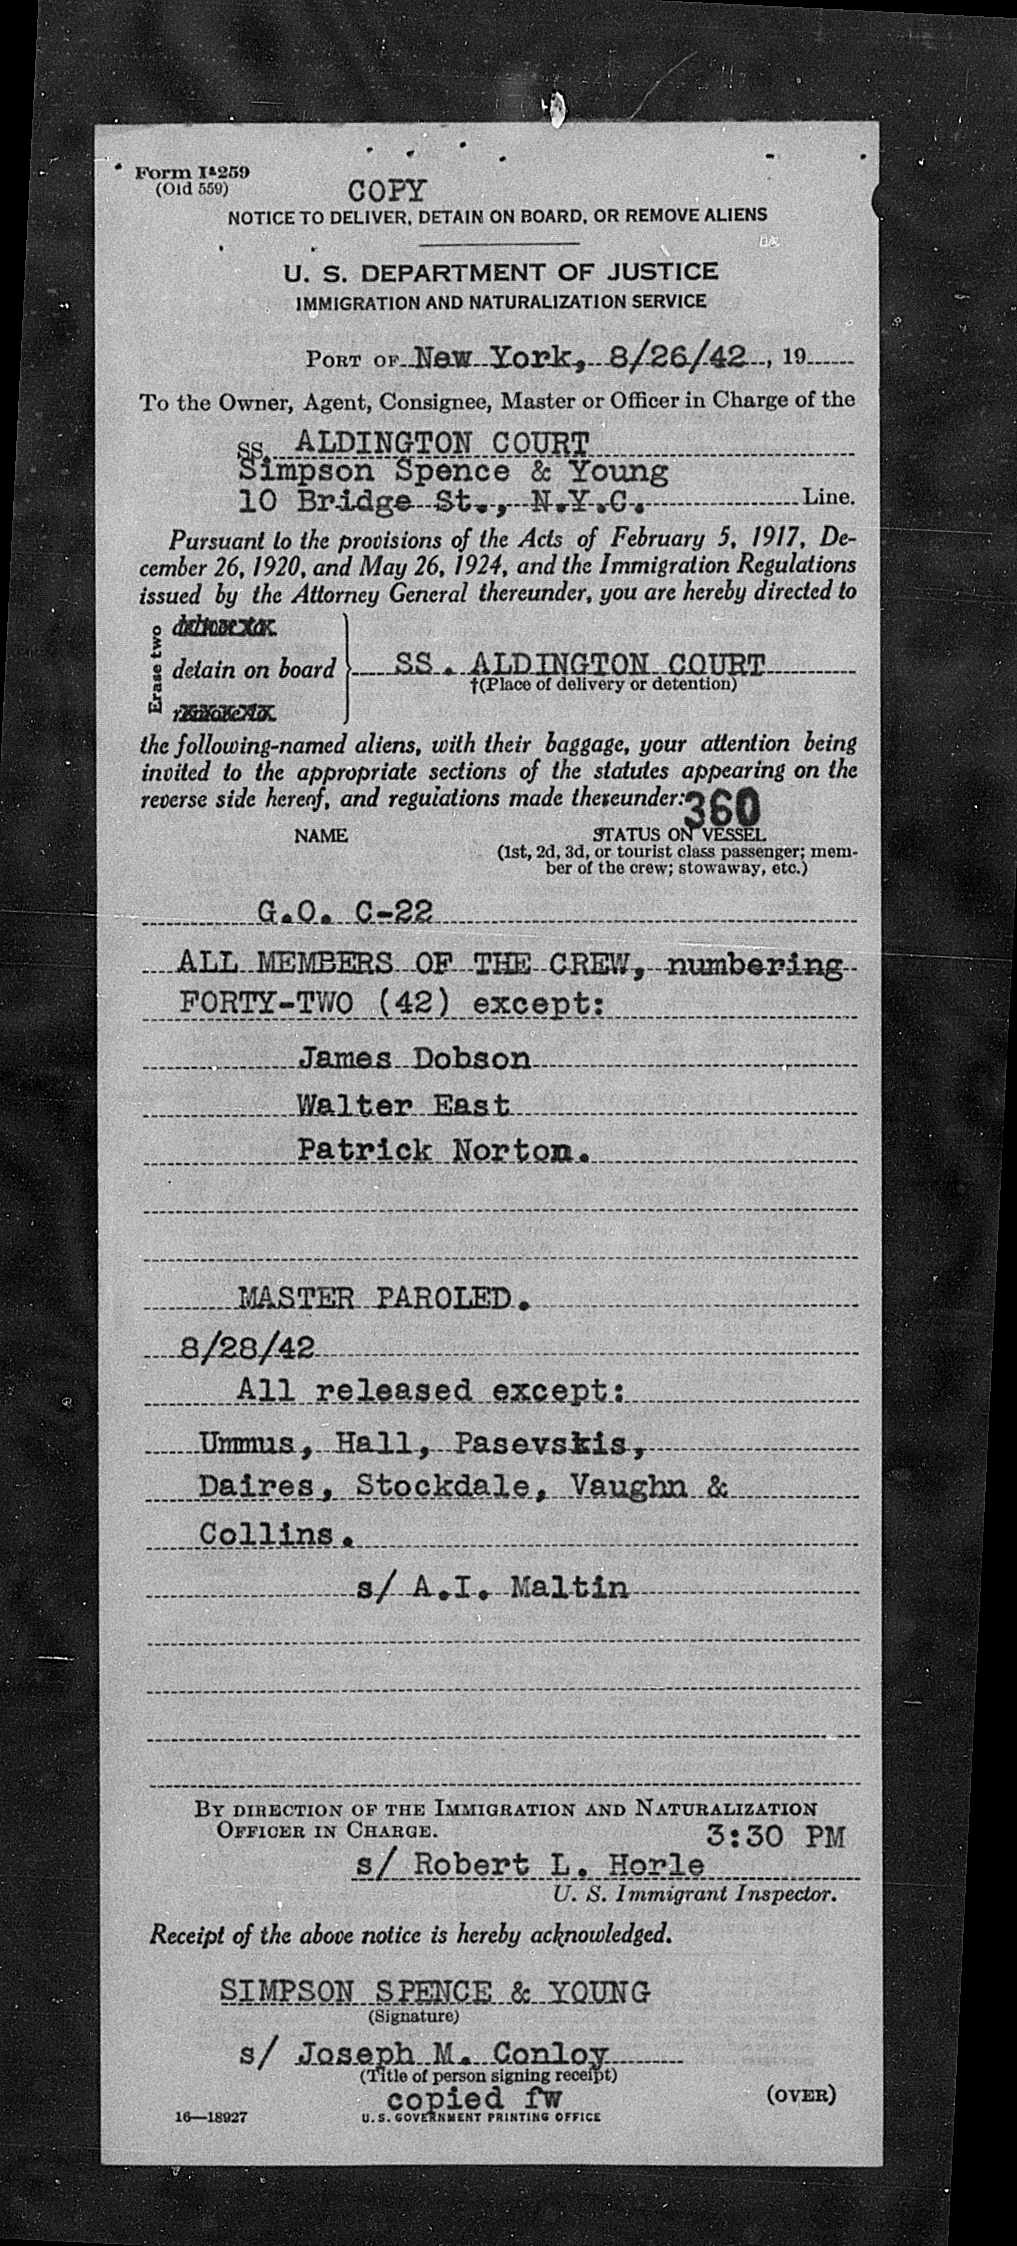 Form I-259
(Old 559)
COPY
NOTICE TO DELIVER, DETAIN ON BOARD, OR REMOVE ALIENS
U. S. DEPARTMENT OF JUSTICE
IMMIGRATION AND NATURALIZATION SERVICE
PORT OF New York, 8/26/42, 19
To the Owner, Agent, Consignee, Master or Officer in Charge of the
SS. ALDINGTON COURT
Simpson Spence & Young
10 Bridge St., N.Y.C. Line.
Pursuant to the provisions of the Acts of February 5, 1917, De-
cember 26, 1920, and May 26, 1924, and the Immigration Regulations
issued by the Attorney General thereunder, you are hereby directed to
Erase two
detain on board SS. ALDINGTON COURT
†(Place of delivery or detention)
the following-named aliens, with their baggage, your attention being
invited to the appropriate sections of the statutes appearing on the
reverse side hereof, and regulations made thereunder: 360
NAME STATUS ON VESSEL
(1st, 2d, 3d, or tourist class passenger; mem-
ber of the crew; stowaway, etc.)
G.O. C-22
ALL MEMBERS OF THE CREW, numbering
FORTY-TWO (42) except:
James Dobson
Walter East
Patrick Norton.
MASTER PAROLED.
8/28/42
All released except:
Ummus, Hall, Pasevskis,
Daires, Stockdale, Vaughn &
Collins.
s/ A.I. Maltin
BY DIRECTION OF THE IMMIGRATION AND NATURALIZATION
OFFICER IN CHARGE. 3:30 PM
s/ Robert L. Horle
U. S. Immigrant Inspector.
Receipt of the above notice is hereby acknowledged.
SIMPSON SPENCE & YOUNG
(Signature)
s/ Joseph M. Conloy
(Title of person signing receipt)
copied fw (OVER)
16—18927 U. S. GOVERNMENT PRINTING OFFICE